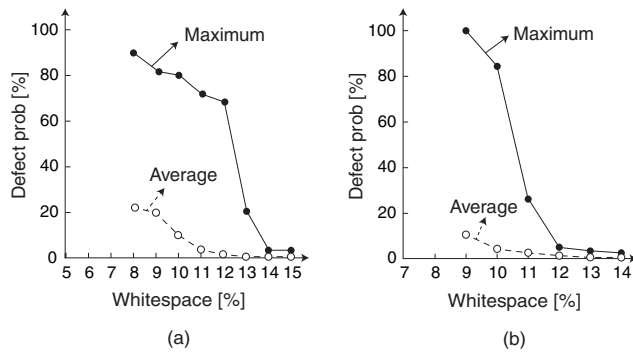 100
80
60
40
20
0
Defect prob [%]
Maximum
Average
5 5 7 8 9 10 11 12 13 14 15
Whitespace [%]
(a)
100
80
60
40
20
0
Defect prob [%]
Maximum
Average
7 8 9 10 11 12 13 14
Whitespace [%]
(b)